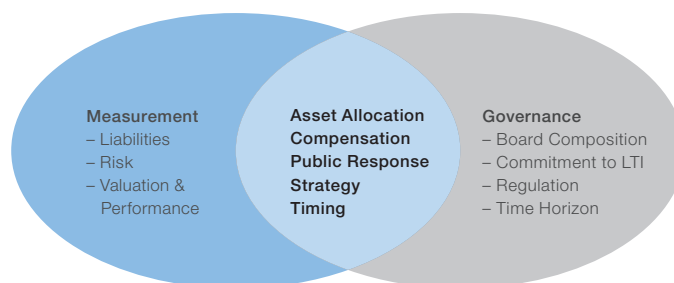 Measurement
– Liabilities
– Risk
– Valuation &
Performance
Asset Allocation
Compensation
Public Response
Strategy
Timing
Governance
– Board Composition
– Commitment to LTI
– Regulation
– Time Horizon